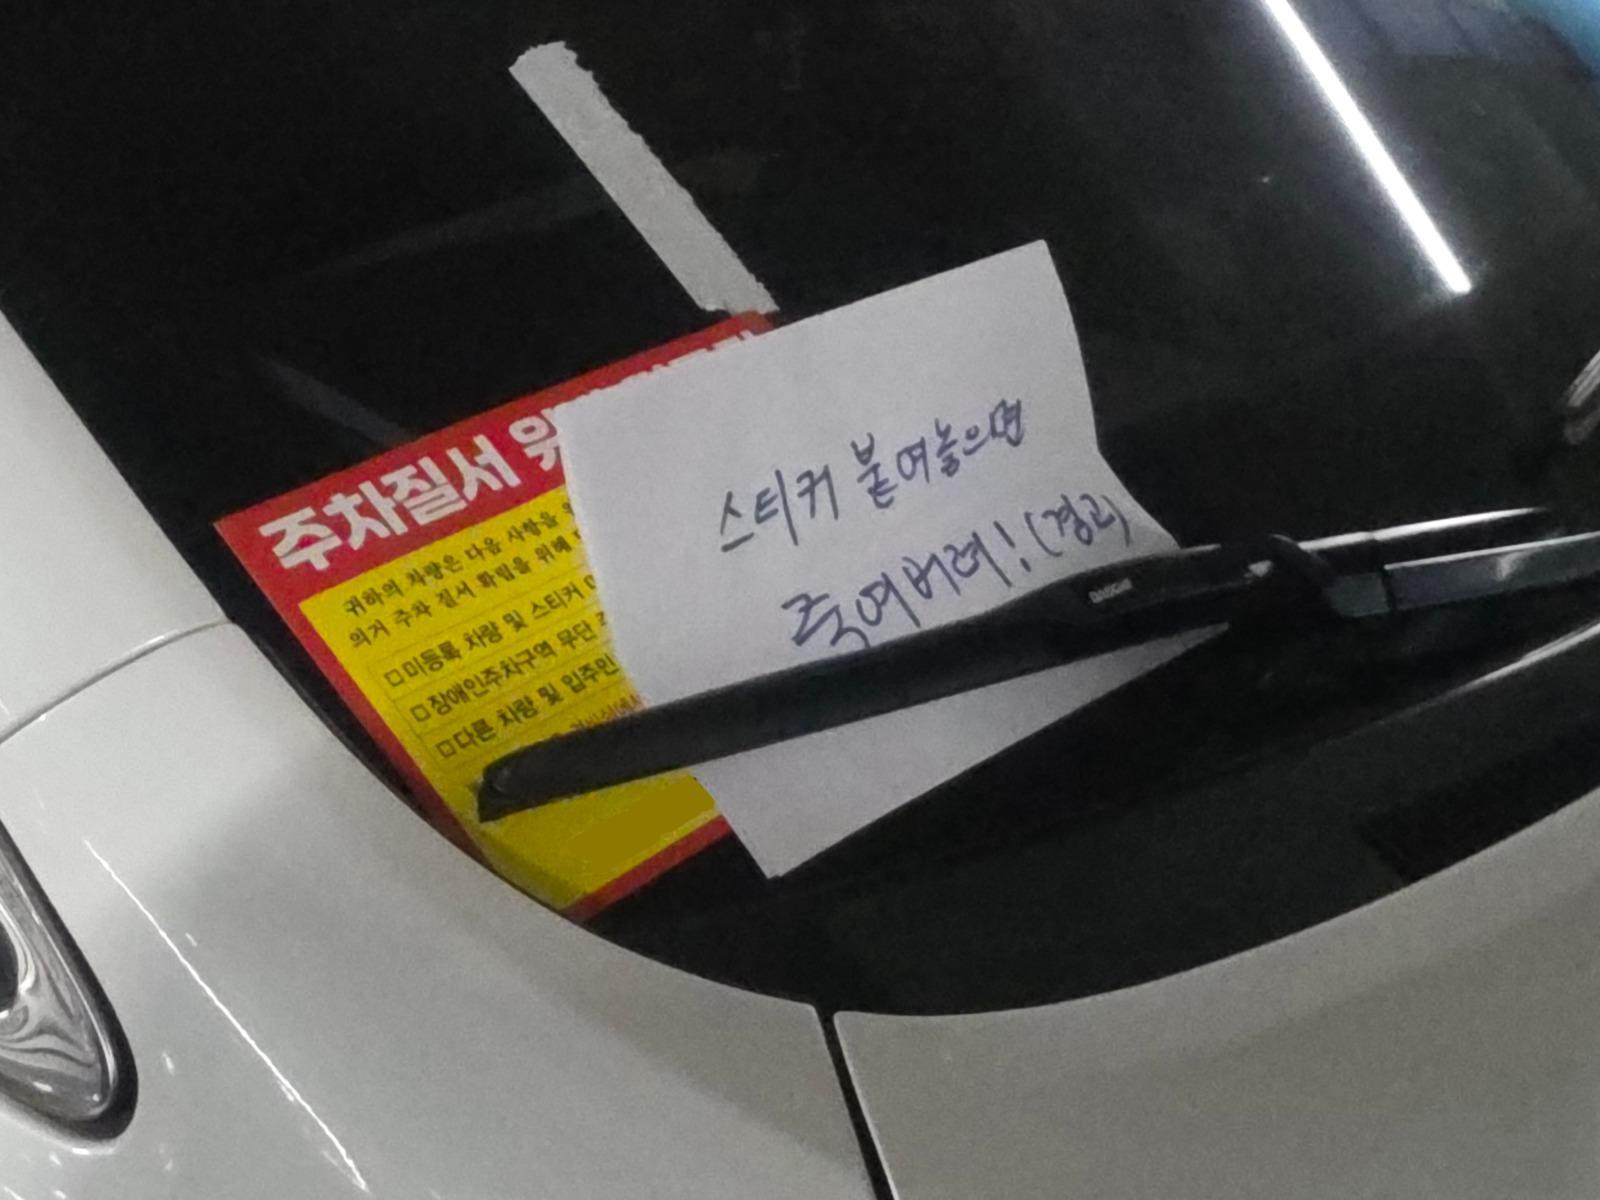 주차질서
귀하의 차량은 다음 사항을
의거 주차 질서 확립을 위해
□미등록 차량 및 스티커
□장애인주차구역 무단
□다른 차량 및 입주민
스티커 붙여놓으면
죽여버려! (경고)